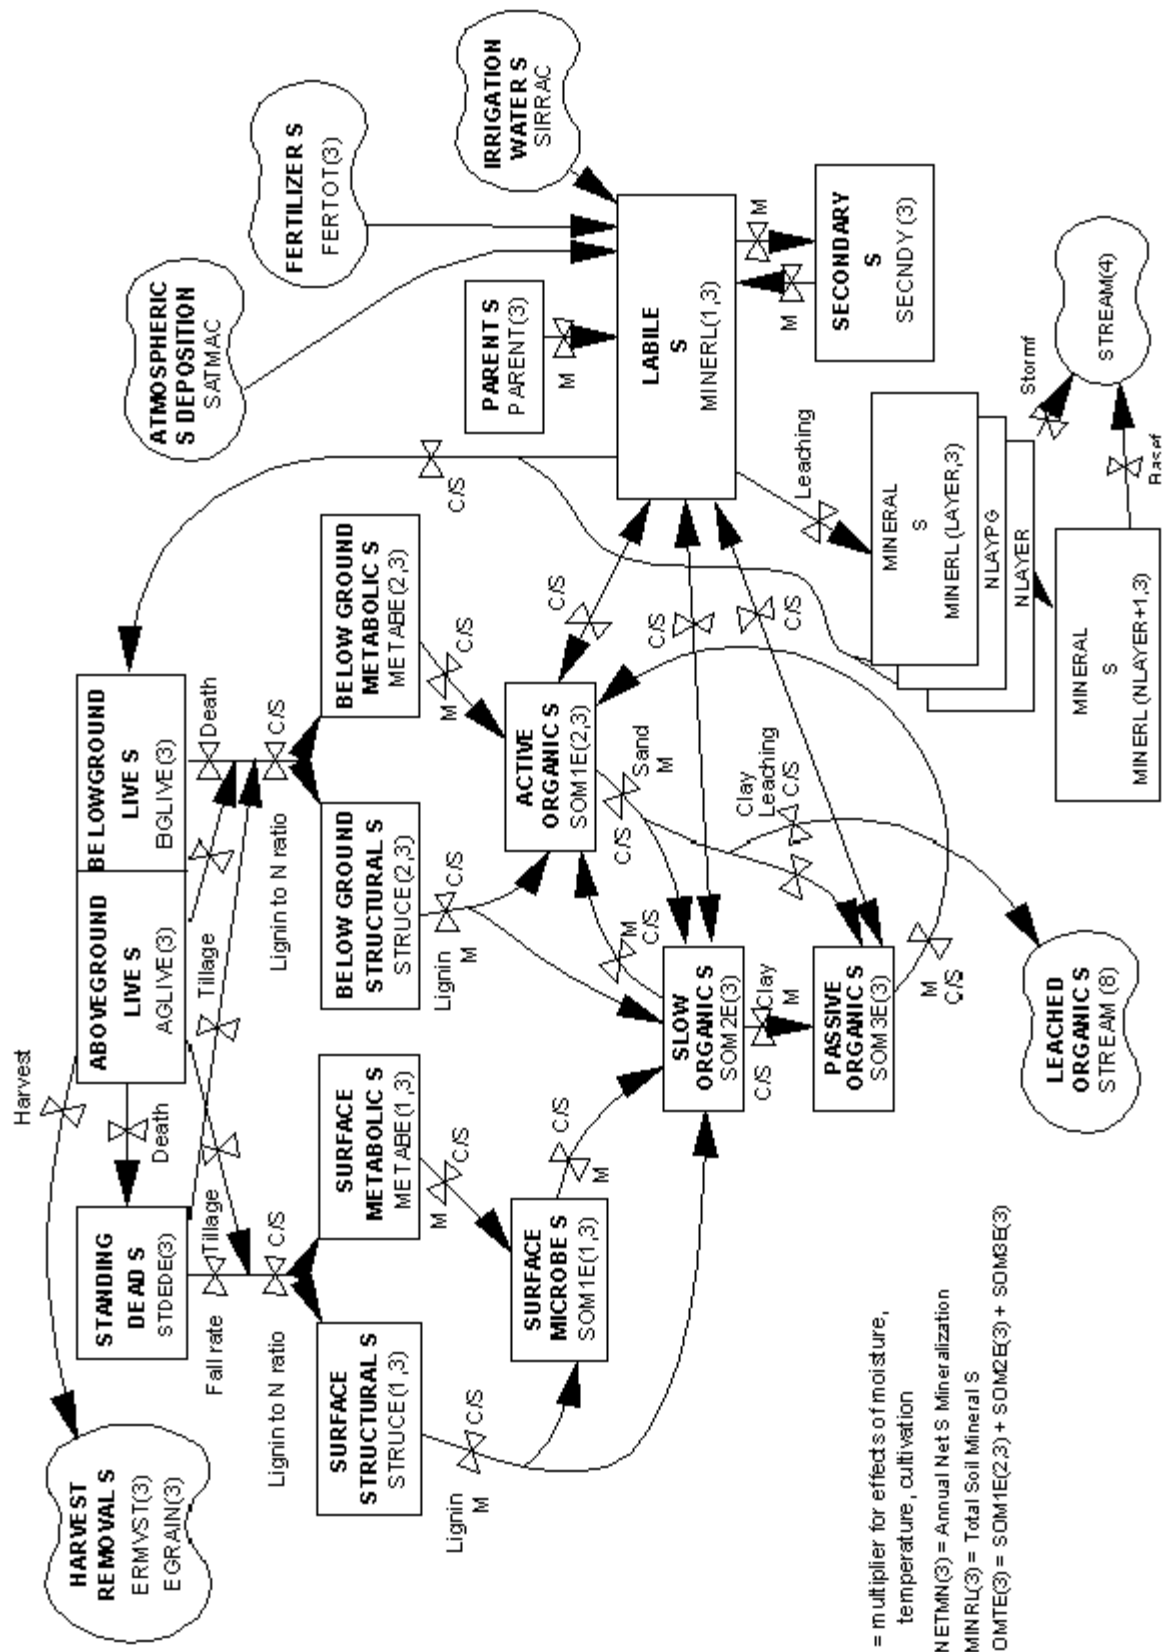 HARVEST
REMOVAL S
ERMVST(3)
EGRAIN(3)
Harvest
STANDING
DEAD S
STDEDE(3)
Death
ABOVEGROUND
LIVE S
AGLIVE(3)
BELOWGROUND
LIVE S
BGLIVE(3)
ATMOSPHERIC
S DEPOSITION
SATMAC
FERTILIZER S
FERTOT(3)
IRRIGATION
WATER S
SIRRAC
Fall rate
Tillage
Tillage
Death
Lignin to N ratio
C/S
Lignin to N ratio
C/S
C/S
SURFACE
STRUCTURAL S
STRUCE(1,3)
SURFACE
METABOLIC S
METABE(1,3)
BELOW GROUND
STRUCTURAL S
STRUCE(2,3)
BELOW GROUND
METABOLIC S
METABE(2,3)
PARENT S
PARENT(3)
M
Lignin
M
C/S
M
C/S
Lignin
M
C/S
M
C/S
SURFACE
MICROBE S
SOM1E(1,3)
ACTIVE
ORGANIC S
SOM1E(2,3)
C/S
LABILE
S
MINERL(1,3)
C/S
M
M
C/S
C/S
Sand
M
C/S
C/S
M
M
SLOW
ORGANIC S
SOM2E(3)
C/S
Clay
M
Clay
Leaching
C/S
Leaching
SECONDARY
S
SECNDY(3)
PASSIVE
ORGANIC S
SOM3E(3)
M
C/S
MINERAL
S
MINERL(LAYER,3)
NLAYPG
NLAYER
Stormf
STREAM(4)
Basef
MINERAL
S
MINERL(NLAYER+1,3)
LEACHED
ORGANIC S
STREAM(8)
= multiplier for effects of moisture,
temperature, cultivation
NETMN(3) = Annual Net S Mineralization
MINRL(3) = Total Soil Mineral S
OMTE(3) = SOM1E(2,3) + SOM2E(3) + SOM3E(3)